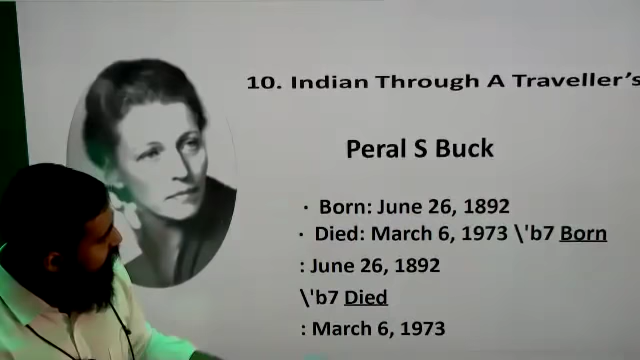 10. Indian Through A Traveller's
Peral S Buck
· Born: June 26, 1892
· Died: March 6, 1973 \'b7 Born
: June 26, 1892
\'b7 Died
: March 6, 1973